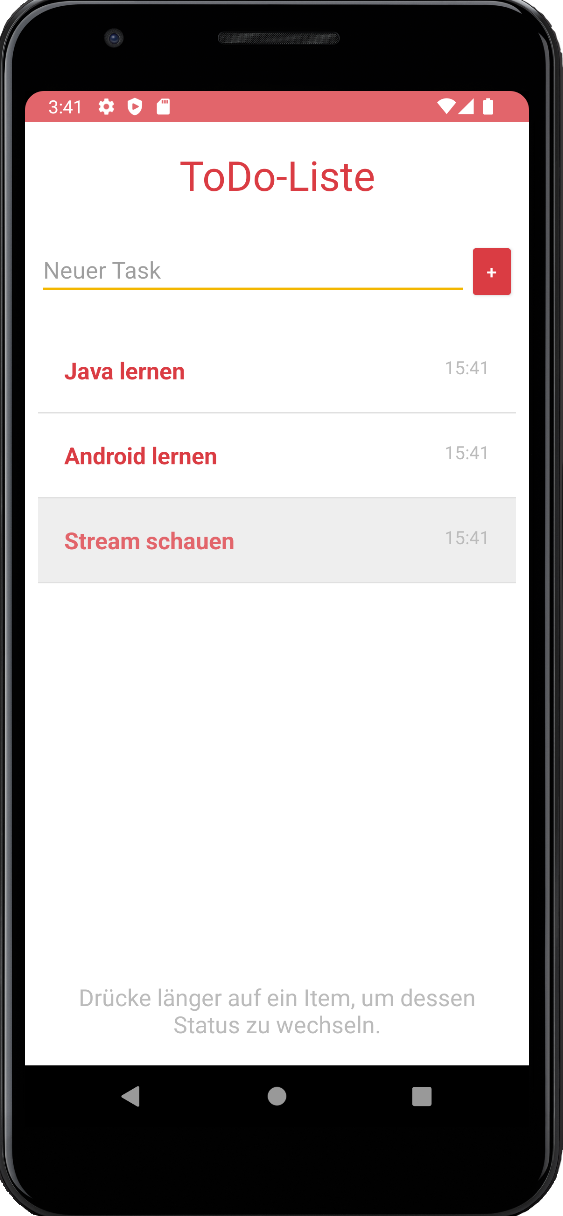 3:41
ToDo-Liste
Neuer Task
+
Java lernen 15:41
Android lernen 15:41
Stream schauen 15:41
Drücke länger auf ein Item, um dessen
Status zu wechseln.